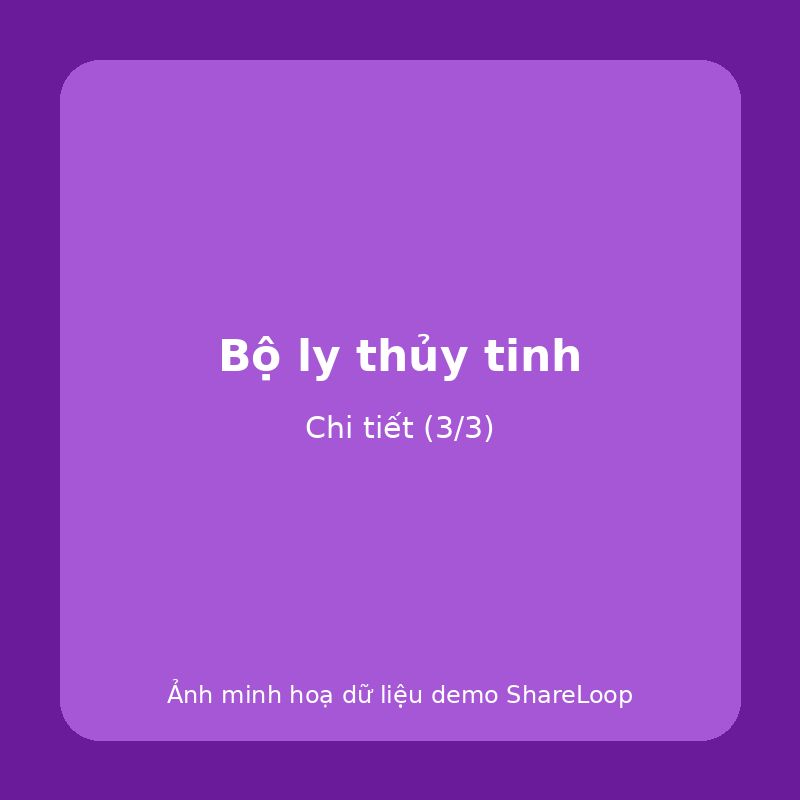 Bộ ly thủy tinh
Chi tiết (3/3)
Ảnh minh hoạ dữ liệu demo ShareLoop